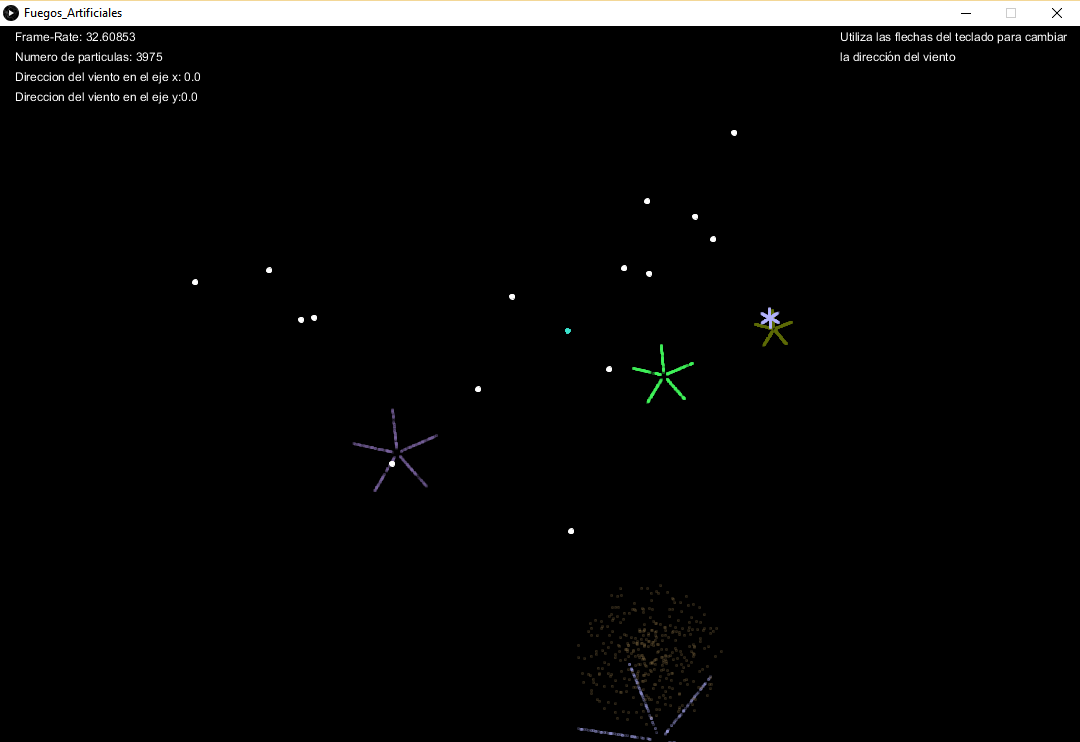 Fuegos_Artificiales
Frame-Rate: 32.60853
Numero de particulas: 3975
Direccion del viento en el eje x: 0.0
Direccion del viento en el eje y:0.0
Utiliza las flechas del teclado para cambiar
la dirección del viento